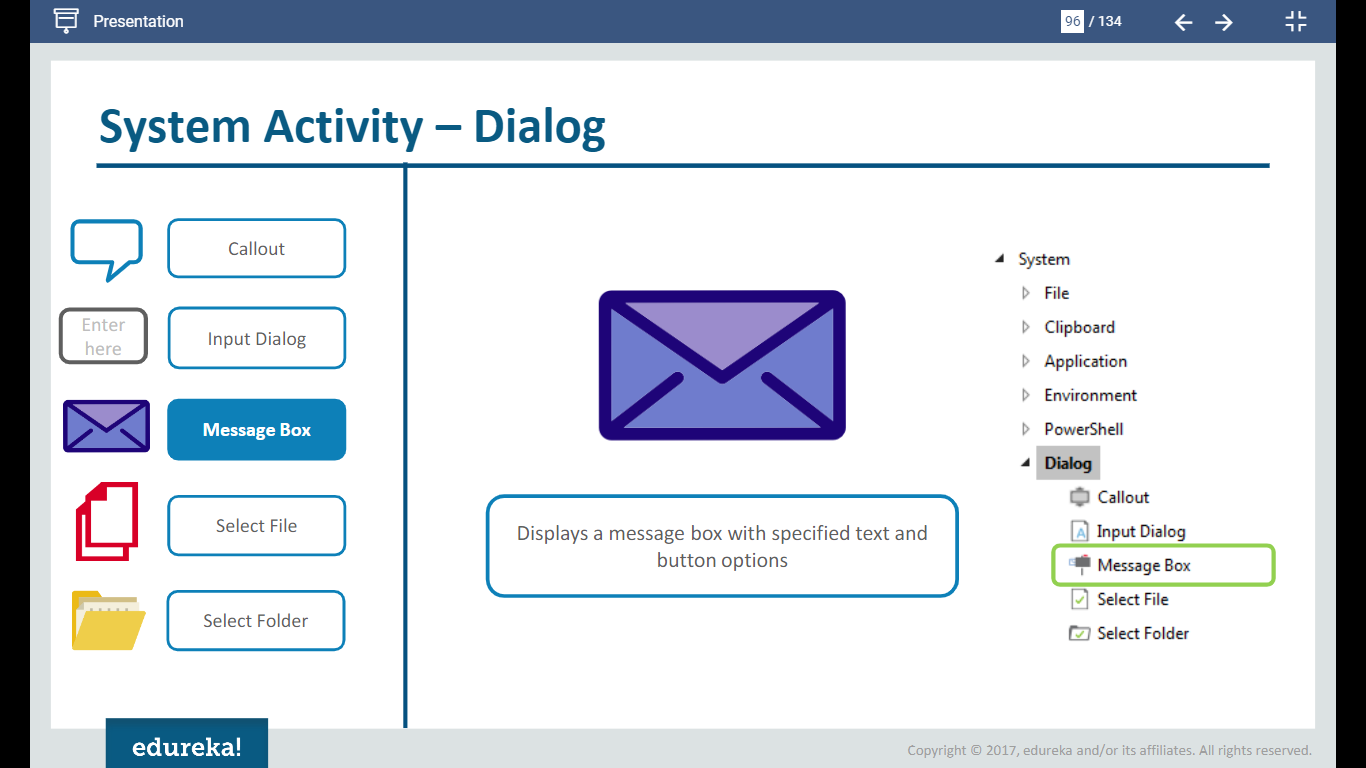 Presentation
96 / 134
System Activity – Dialog
Callout
Enter
here
Input Dialog
Message Box
Select File
Select Folder
Displays a message box with specified text and
button options
System
File
Clipboard
Application
Environment
PowerShell
Dialog
Callout
Input Dialog
Message Box
Select File
Select Folder
edureka!
Copyright © 2017, edureka and/or its affiliates. All rights reserved.